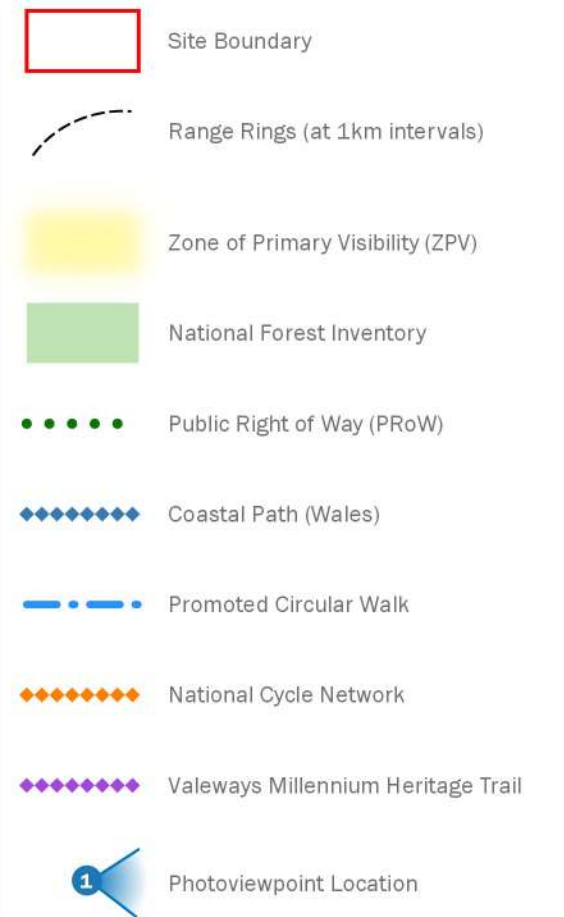 Site Boundary
Range Rings (at 1km intervals)
Zone of Primary Visibility (ZPV)
National Forest Inventory
Public Right of Way (PRoW)
Coastal Path (Wales)
Promoted Circular Walk
National Cycle Network
Valeways Millennium Heritage Trail
1 Photoviewpoint Location